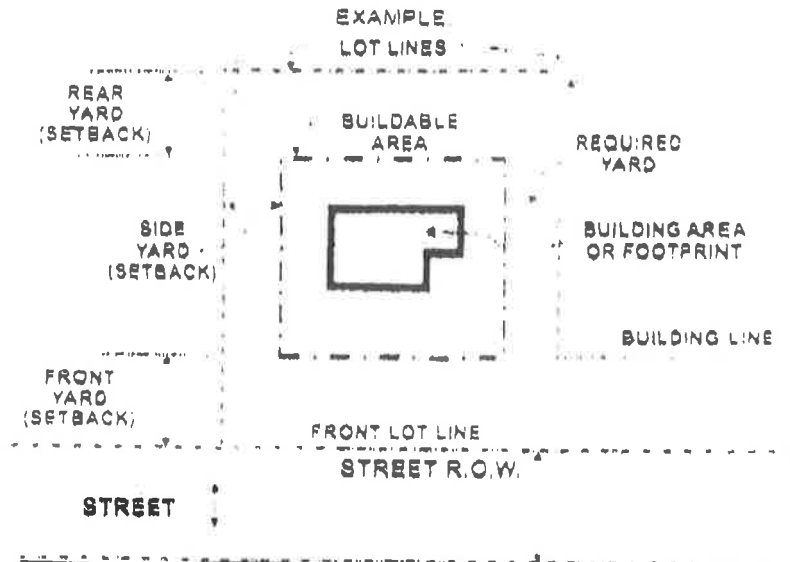 EXAMPLE
LOT LINES
REAR
YARD
(SETBACK)
BUILDABLE
AREA
REQUIRED
YARD
SIDE
YARD
(SETBACK)
BUILDING AREA
OR FOOTPRINT
BUILDING LINE
FRONT
YARD
(SETBACK)
FRONT LOT LINE
STREET R.O.W.
STREET